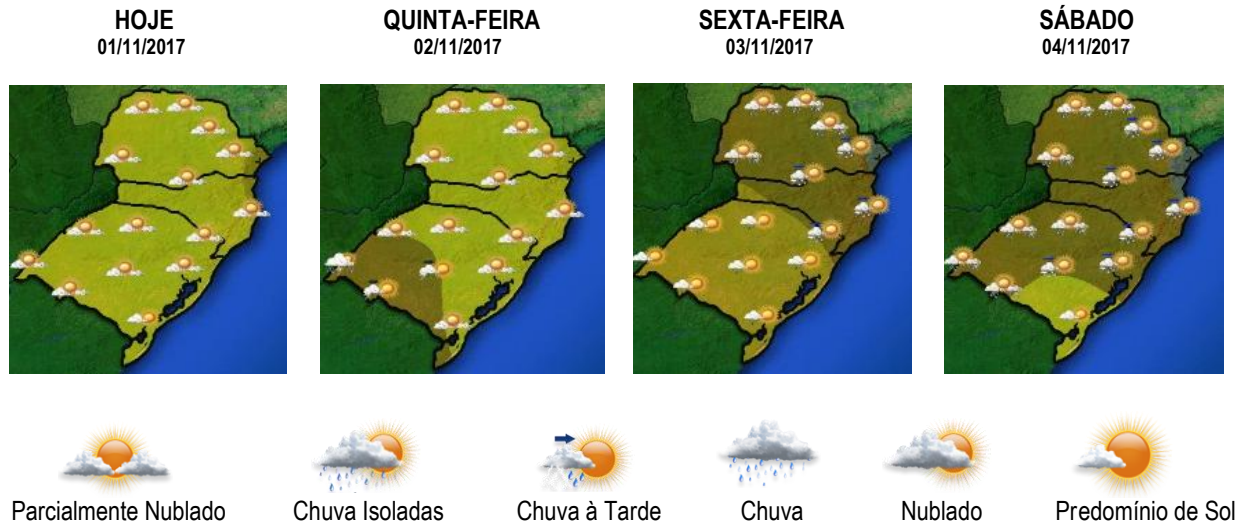 HOJE QUINTA-FEIRA SEXTA-FEIRA SÁBADO
01/11/2017 02/11/2017 03/11/2017 04/11/2017
Parcialmente Nublado Chuva Isoladas Chuva à Tarde Chuva Nublado Predomínio de Sol